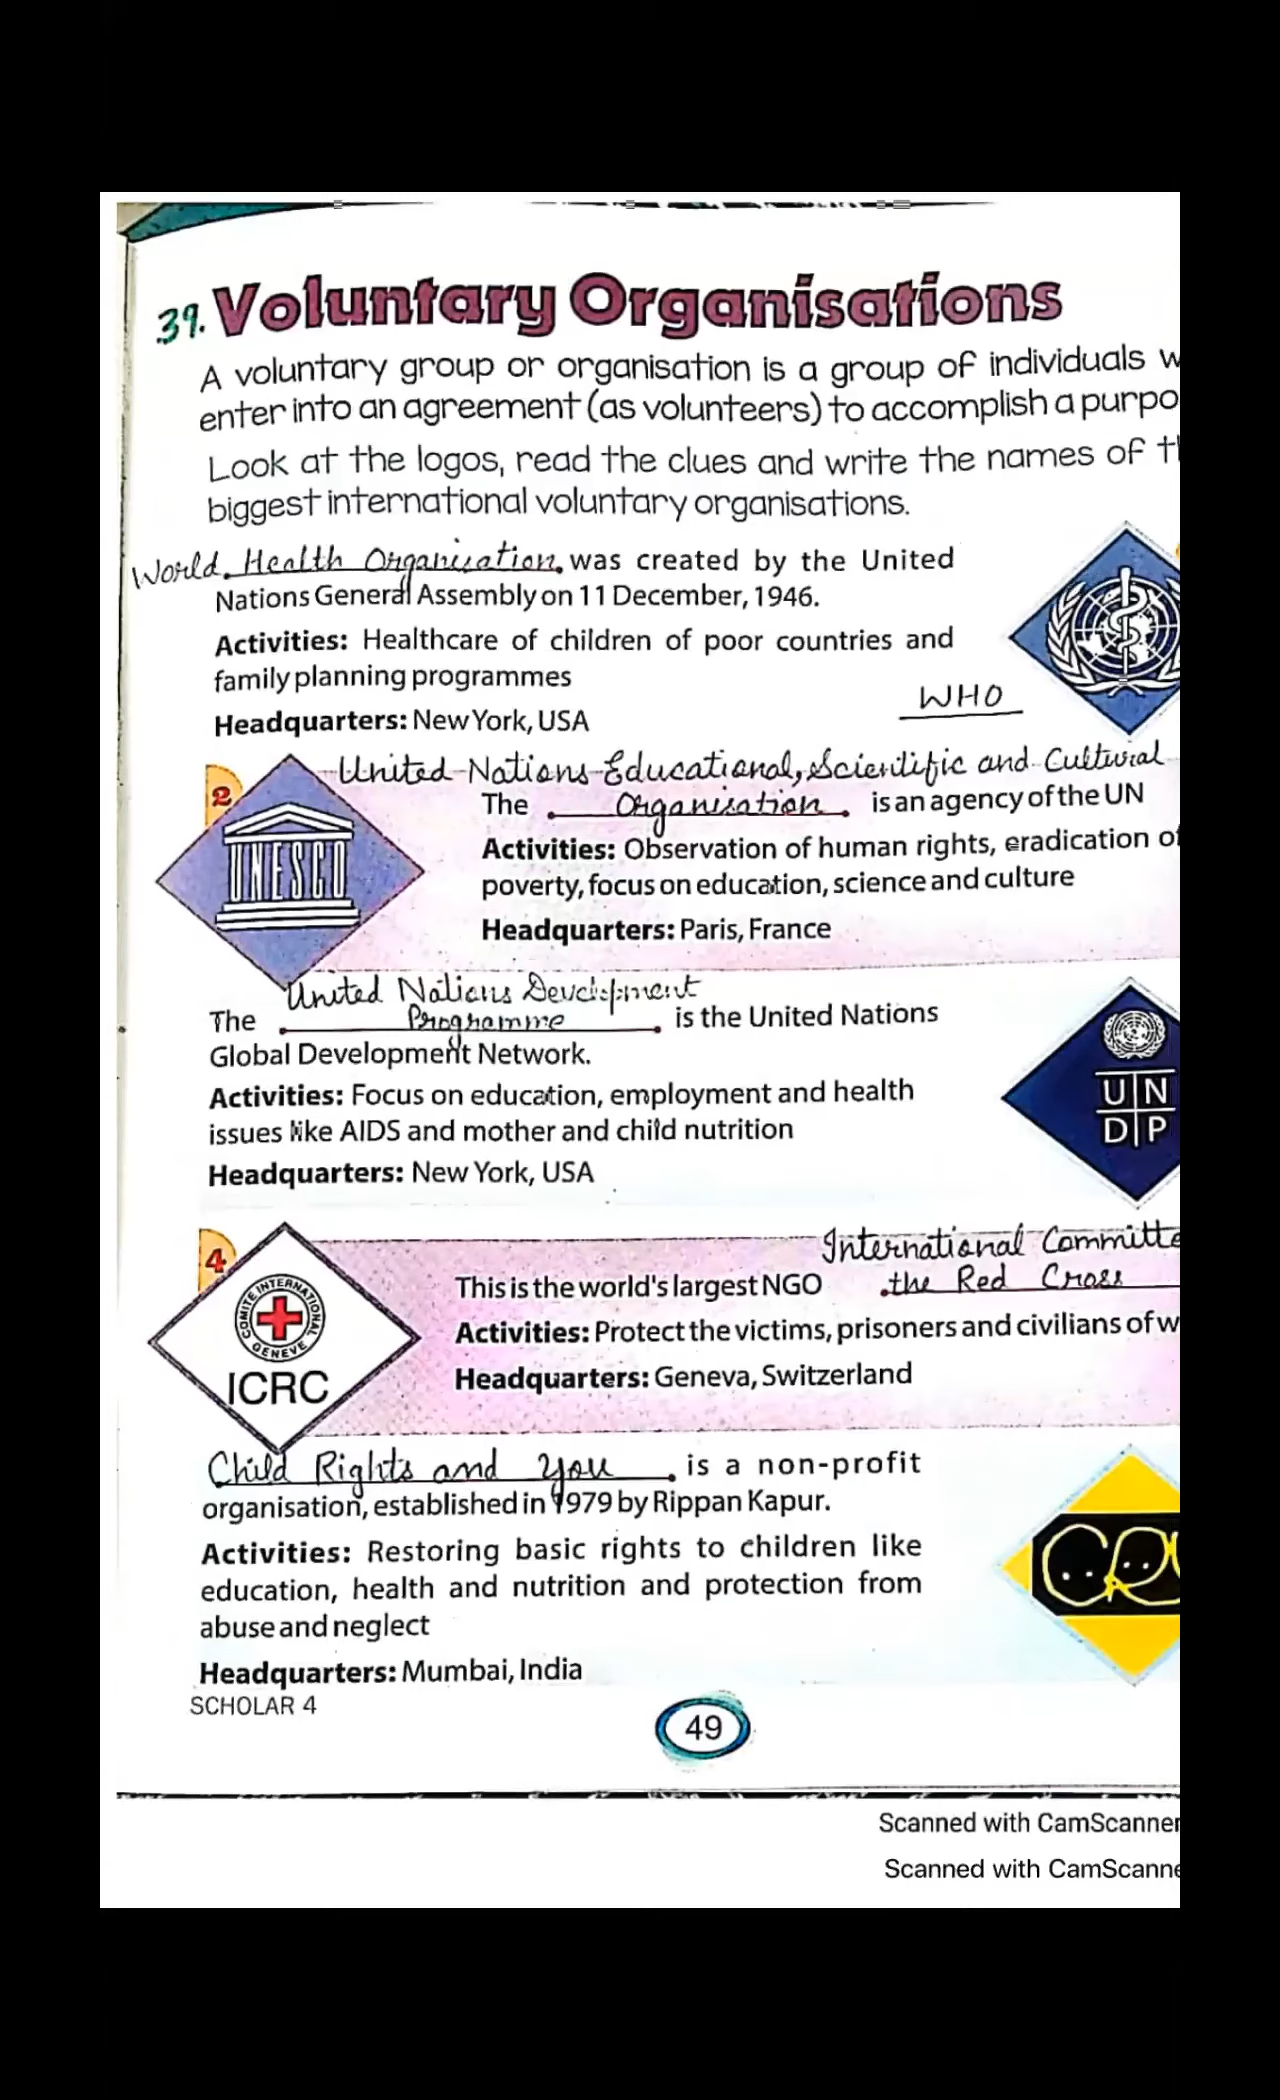 39. Voluntary Organisations
A voluntary group or organisation is a group of individuals w
enter into an agreement (as volunteers) to accomplish a purpo
Look at the logos, read the clues and write the names of t
biggest international voluntary organisations.
World Health Organisation. was created by the United
Nations General Assembly on 11 December, 1946.
Activities: Healthcare of children of poor countries and
family planning programmes
WHO
Headquarters: New York, USA
2
United Nations Educational, Scientific and Cultural
The Organisation. is an agency of the UN
UNESCO
Activities: Observation of human rights, eradication of
poverty, focus on education, science and culture
Headquarters: Paris, France
United Nations Development
The Programme. is the United Nations
Global Development Network.
UN
DP
Activities: Focus on education, employment and health
issues like AIDS and mother and child nutrition
Headquarters: New York, USA
4
International Committe
This is the world's largest NGO the Red Cross
COMITE INTERNATIONAL GENEVE
ICRC
Activities: Protect the victims, prisoners and civilians of w
Headquarters: Geneva, Switzerland
Child Rights and You. is a non-profit
organisation, established in 1979 by Rippan Kapur.
CRY
Activities: Restoring basic rights to children like
education, health and nutrition and protection from
abuse and neglect
Headquarters: Mumbai, India
SCHOLAR 4
49
Scanned with CamScanner
Scanned with CamScanne